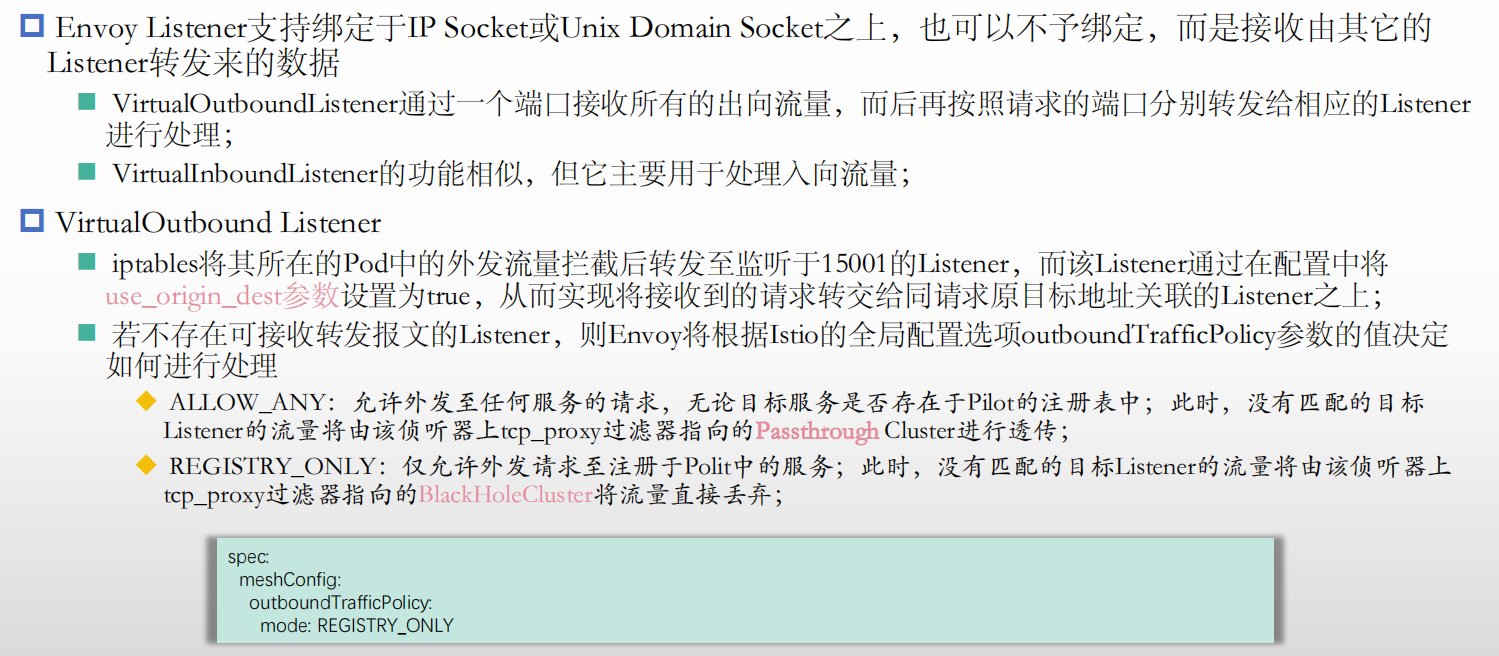 Envoy Listener支持绑定于IP Socket或Unix Domain Socket之上，也可以不予绑定，而是接收由其它的
Listener转发来的数据
VirtualOutboundListener通过一个端口接收所有的出向流量，而后再按照请求的端口分别转发给相应的Listener
进行处理；
VirtualInboundListener的功能相似，但它主要用于处理入向流量；
VirtualOutbound Listener
iptables将其所在的Pod中的外发流量拦截后转发至监听于15001的Listener，而该Listener通过在配置中将
use_origin_dest参数设置为true，从而实现将接收到的请求转交给同请求原目标地址关联的Listener之上；
若不存在可接收转发报文的Listener，则Envoy将根据Istio的全局配置选项outboundTrafficPolicy参数的值决定
如何进行处理
ALLOW_ANY：允许外发至任何服务的请求，无论目标服务是否存在于Pilot的注册表中；此时，没有匹配的目标
Listener的流量将由该侦听器上tcp_proxy过滤器指向的Passthrough Cluster进行透传；
REGISTRY_ONLY：仅允许外发请求至注册于Polit中的服务；此时，没有匹配的目标Listener的流量将由该侦听器上
tcp_proxy过滤器指向的BlackHoleCluster将流量直接丢弃；
spec:
meshConfig:
outboundTrafficPolicy:
mode: REGISTRY_ONLY